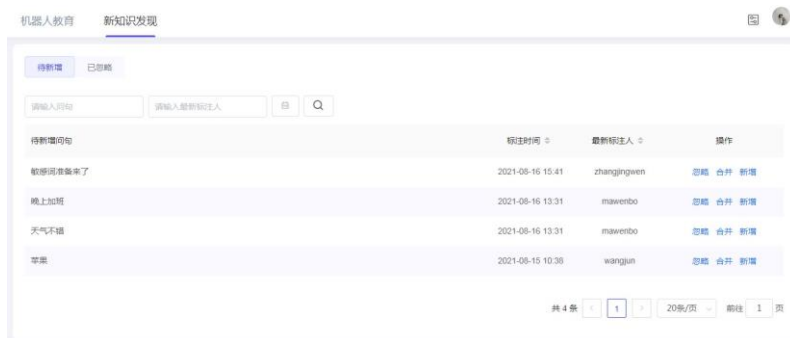 机器人教育 新知识发现
待新增 已忽略
请输入问句 请输入最新标注人
待新增问句 标注时间 最新标注人 操作
敏感词准备来了 2021-08-16 15:41 zhangjingwen 忽略 合并 新增
晚上加班 2021-08-16 13:31 mawenbo 忽略 合并 新增
天气不错 2021-08-16 13:31 mawenbo 忽略 合并 新增
苹果 2021-08-15 10:36 wangjun 忽略 合并 新增
共 4 条 1 20条/页 前往 1 页